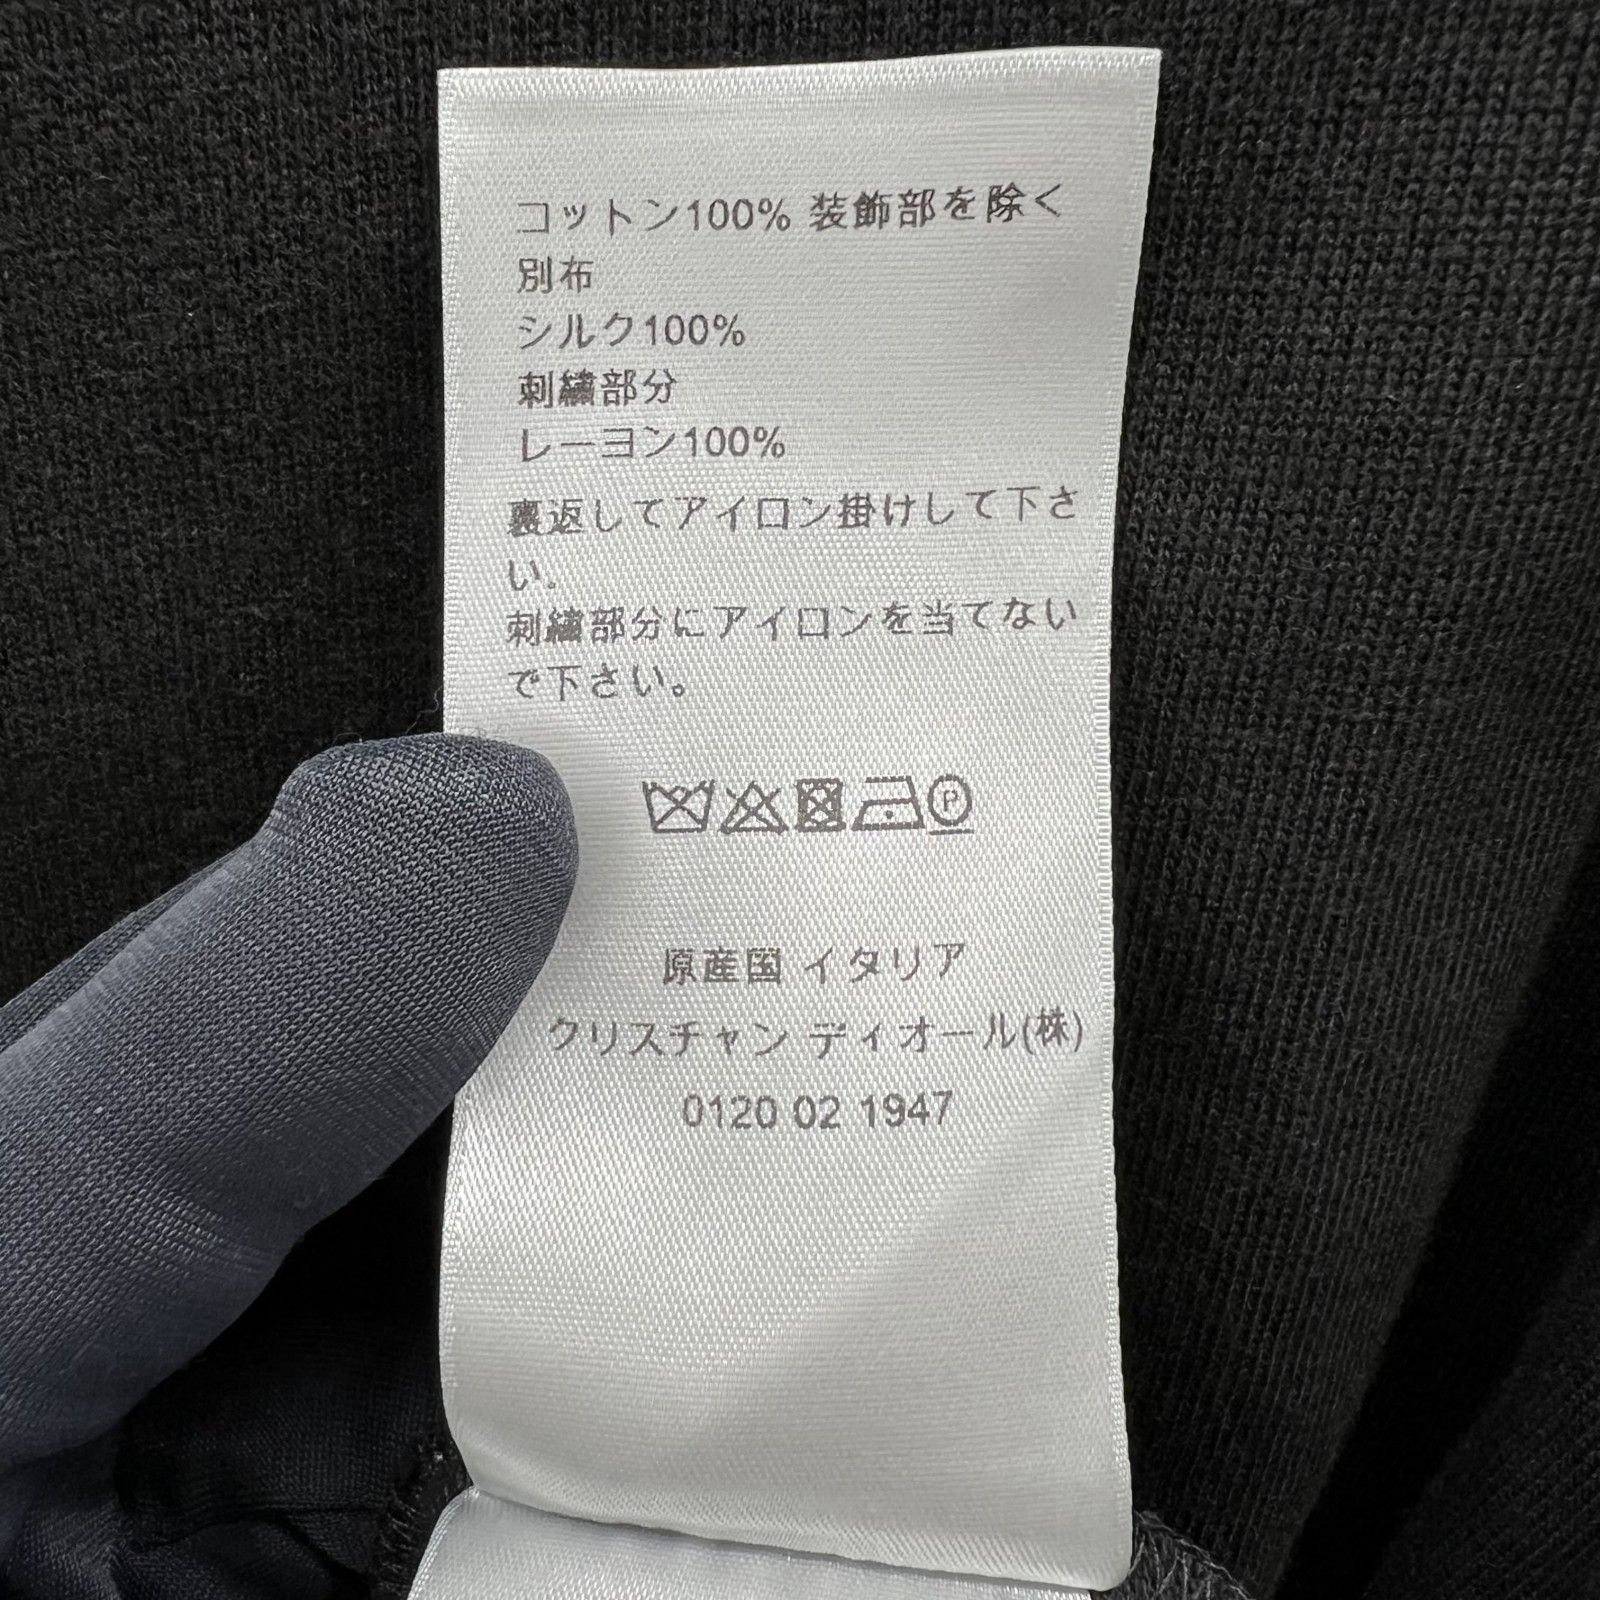 コットン100% 装飾部を除く
別布
シルク100%
刺繍部分
レーヨン100%
裏返してアイロン掛けして下さ
い。
刺繍部分にアイロンを当てない
で下さい。
P
原産国 イタリア
クリスチャン ディオール(株)
0120 02 1947